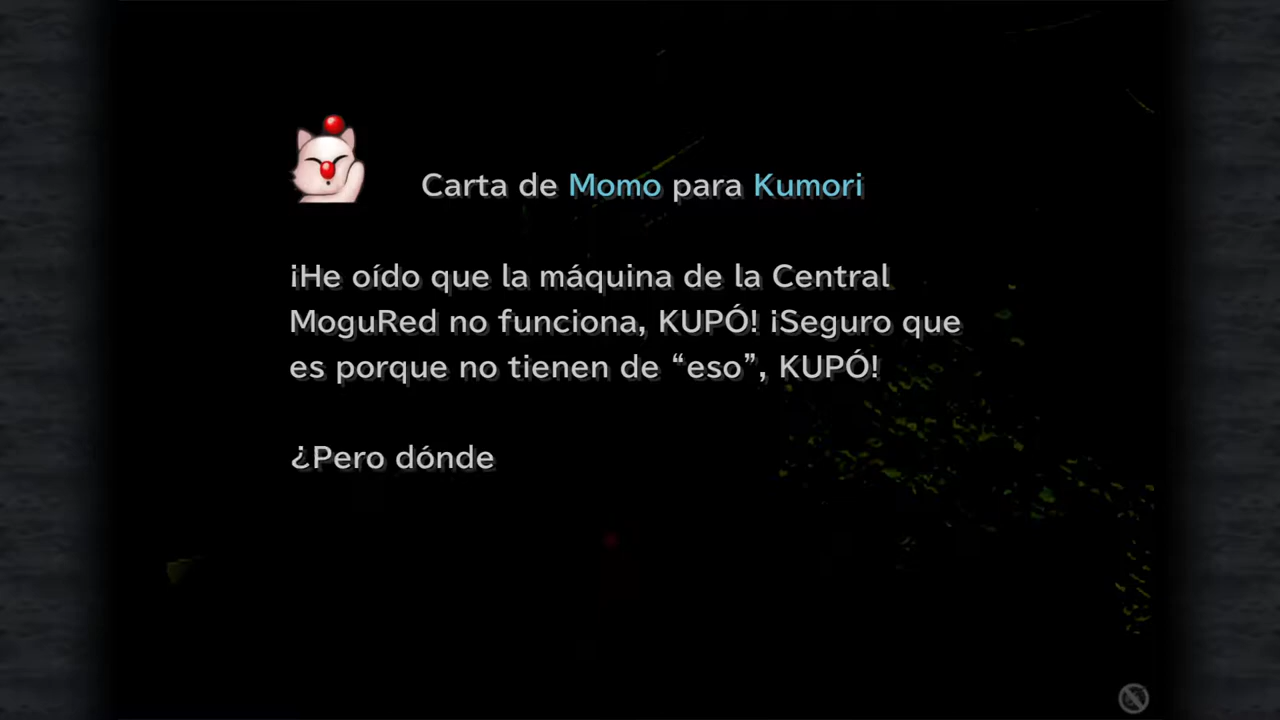 Carta de Momo para Kumori
¡He oído que la máquina de la Central
MoguRed no funciona, KUPÓ! ¡Seguro que
es porque no tienen de “eso”, KUPÓ!
¿Pero dónde